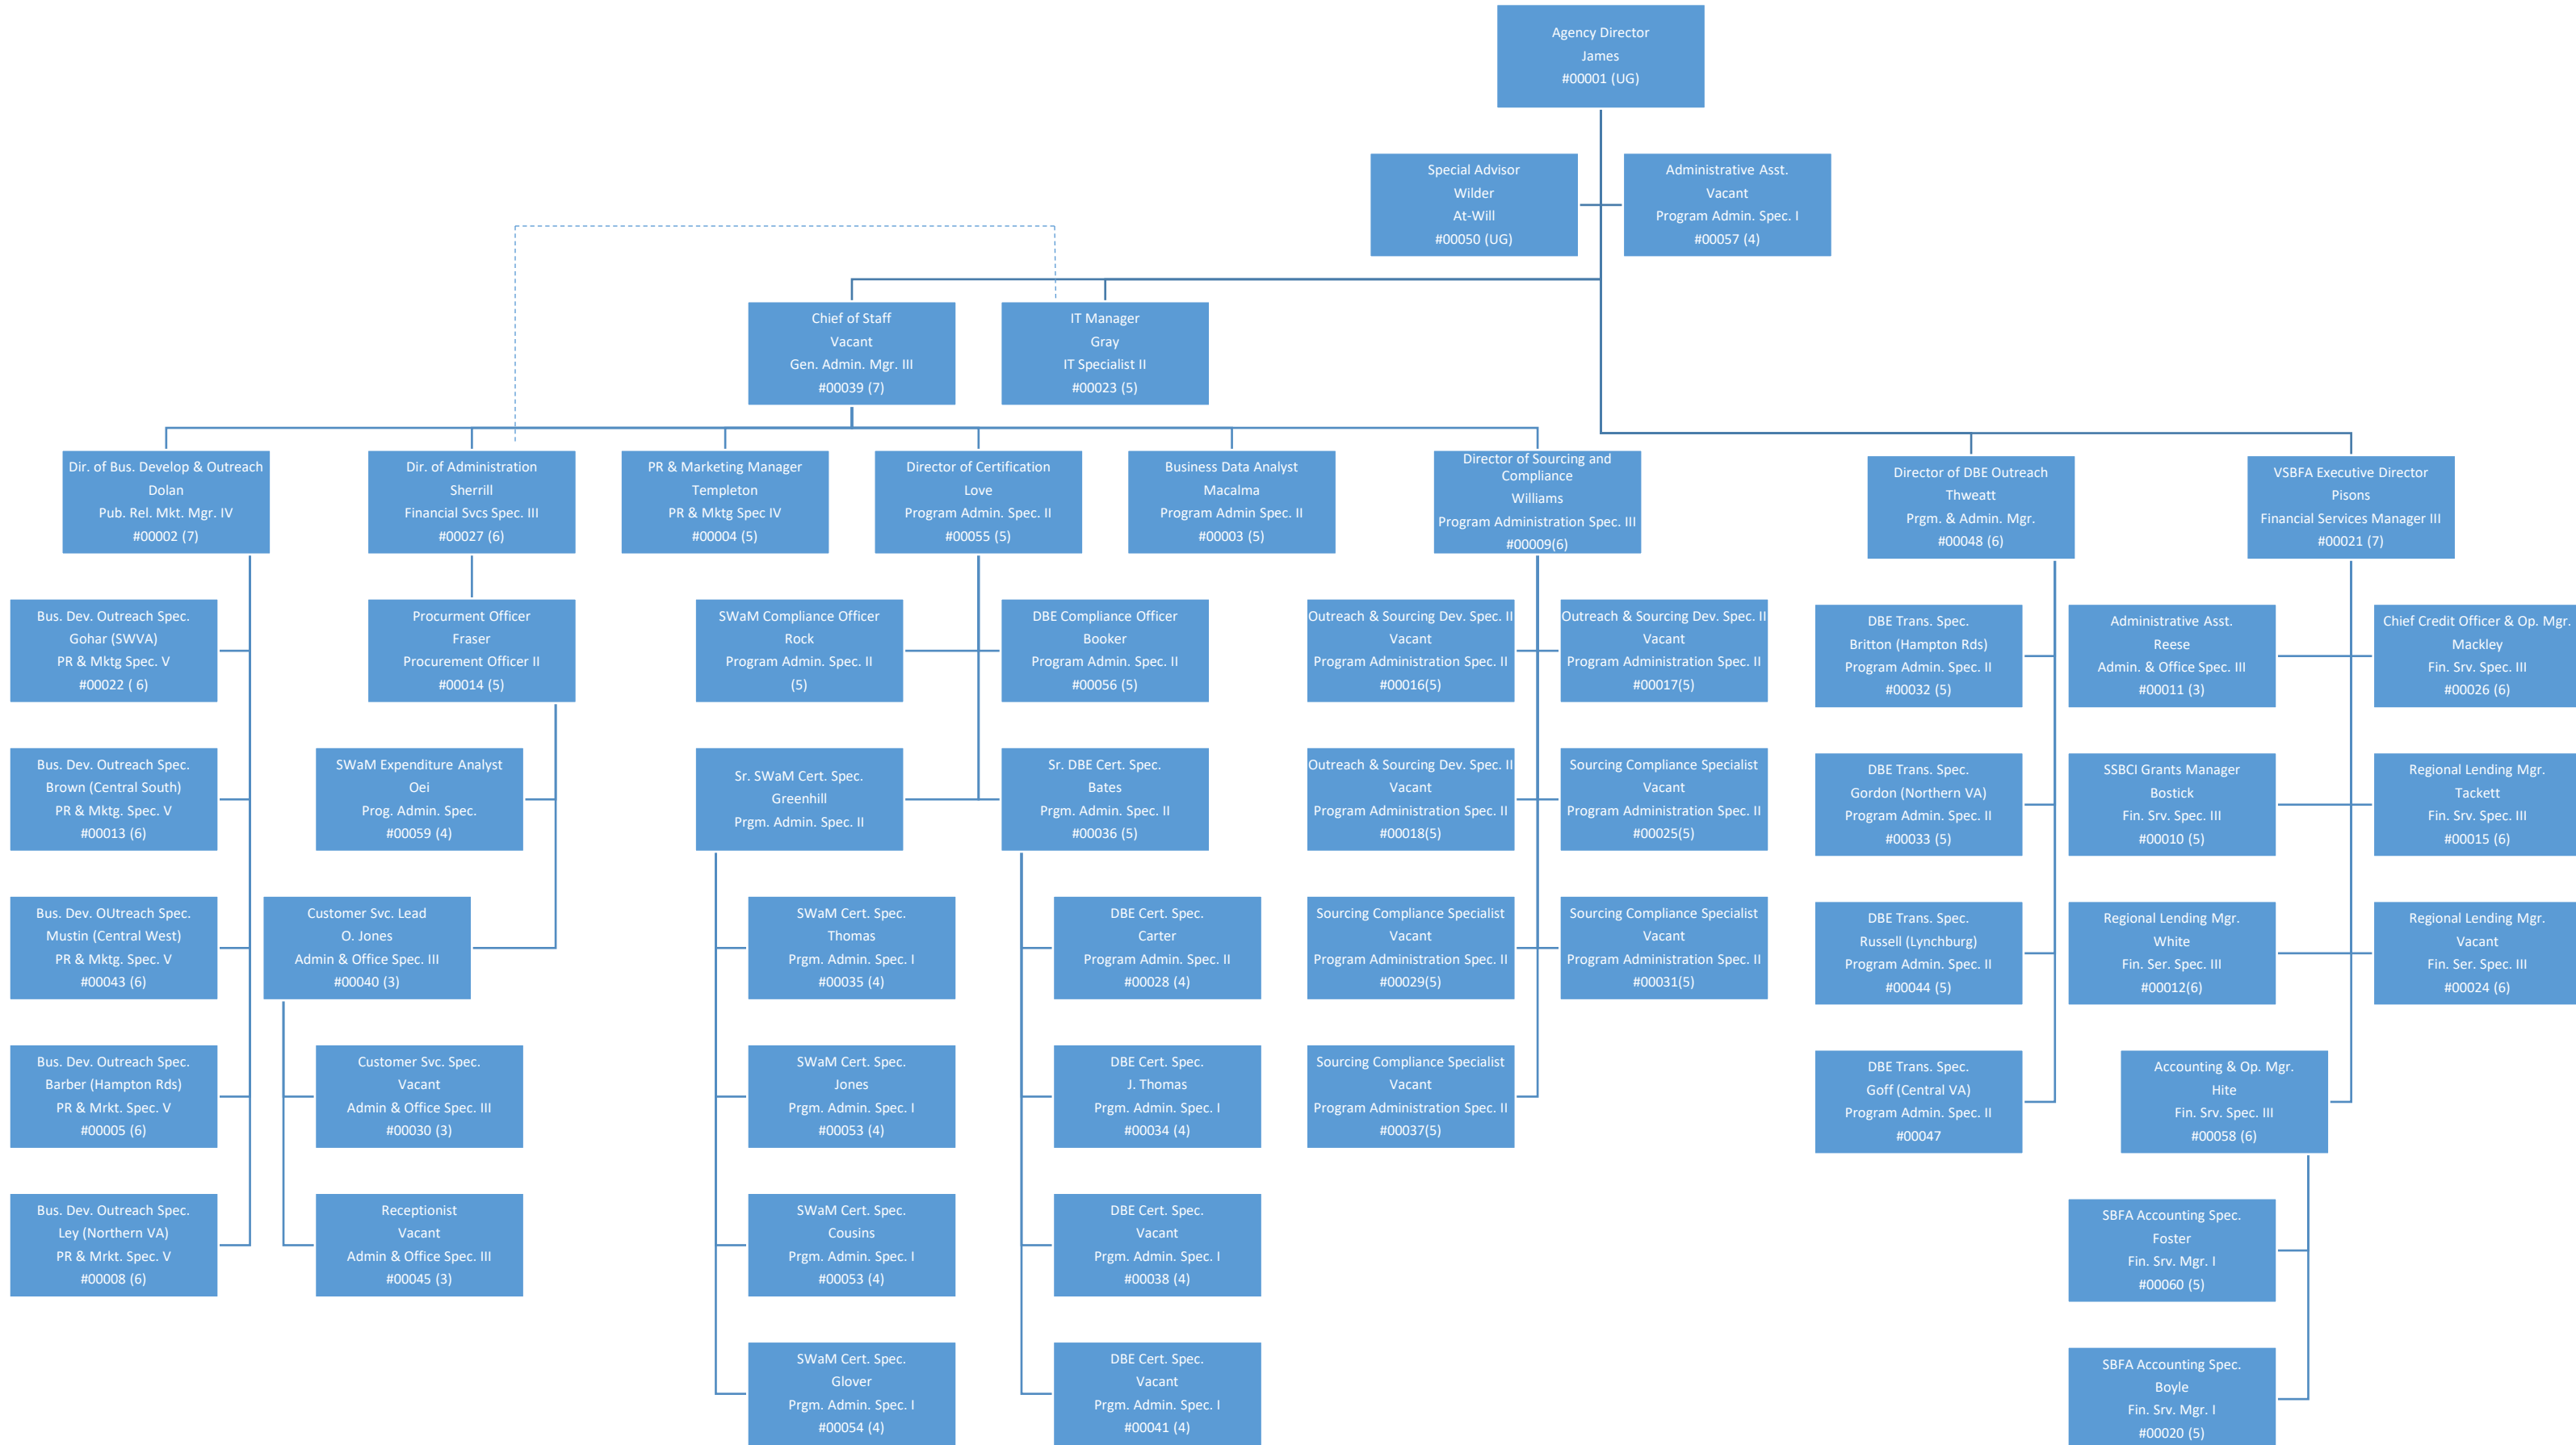 Agency Director
James
#00001 (UG)
Special Advisor
Wilder
At-Will
#00050 (UG)
Administrative Asst.
Vacant
Program Admin. Spec. I
#00057 (4)
Chief of Staff
Vacant
Gen. Admin. Mgr. III
#00039 (7)
IT Manager
Gray
IT Specialist II
#00023 (5)
Dir. of Bus. Develop & Outreach
Dolan
Pub. Rel. Mkt. Mgr. IV
#00002 (7)
Dir. of Administration
Sherrill
Financial Svcs Spec. III
#00027 (6)
PR & Marketing Manager
Templeton
PR & Mktg Spec IV
#00004 (5)
Director of Certification
Love
Program Admin. Spec. II
#00055 (5)
Business Data Analyst
Macalma
Program Admin Spec. II
#00003 (5)
Director of Sourcing and
Compliance
Williams
Program Administration Spec. III
#00009(6)
Director of DBE Outreach
Thweatt
Prgm. & Admin. Mgr.
#00048 (6)
VSBFA Executive Director
Pisons
Financial Services Manager III
#00021 (7)
Bus. Dev. Outreach Spec.
Gohar (SWVA)
PR & Mktg Spec. V
#00022 ( 6)
Procurment Officer
Fraser
Procurement Officer II
#00014 (5)
SWaM Compliance Officer
Rock
Program Admin. Spec. II
(5)
DBE Compliance Officer
Booker
Program Admin. Spec. II
#00056 (5)
Outreach & Sourcing Dev. Spec. II
Vacant
Program Administration Spec. II
#00016(5)
Outreach & Sourcing Dev. Spec. II
Vacant
Program Administration Spec. II
#00017(5)
DBE Trans. Spec.
Britton (Hampton Rds)
Program Admin. Spec. II
#00032 (5)
Administrative Asst.
Reese
Admin. & Office Spec. III
#00011 (3)
Chief Credit Officer & Op. Mgr.
Mackley
Fin. Srv. Spec. III
#00026 (6)
Bus. Dev. Outreach Spec.
Brown (Central South)
PR & Mktg. Spec. V
#00013 (6)
SWaM Expenditure Analyst
Oei
Prog. Admin. Spec.
#00059 (4)
Sr. SWaM Cert. Spec.
Greenhill
Prgm. Admin. Spec. II
Sr. DBE Cert. Spec.
Bates
Prgm. Admin. Spec. II
#00036 (5)
Outreach & Sourcing Dev. Spec. II
Vacant
Program Administration Spec. II
#00018(5)
Sourcing Compliance Specialist
Vacant
Program Administration Spec. II
#00025(5)
DBE Trans. Spec.
Gordon (Northern VA)
Program Admin. Spec. II
#00033 (5)
SSBCI Grants Manager
Bostick
Fin. Srv. Spec. III
#00010 (5)
Regional Lending Mgr.
Tackett
Fin. Srv. Spec. III
#00015 (6)
Bus. Dev. OUtreach Spec.
Mustin (Central West)
PR & Mktg. Spec. V
#00043 (6)
Customer Svc. Lead
O. Jones
Admin & Office Spec. III
#00040 (3)
SWaM Cert. Spec.
Thomas
Prgm. Admin. Spec. I
#00035 (4)
DBE Cert. Spec.
Carter
Program Admin. Spec. II
#00028 (4)
Sourcing Compliance Specialist
Vacant
Program Administration Spec. II
#00029(5)
Sourcing Compliance Specialist
Vacant
Program Administration Spec. II
#00031(5)
DBE Trans. Spec.
Russell (Lynchburg)
Program Admin. Spec. II
#00044 (5)
Regional Lending Mgr.
White
Fin. Ser. Spec. III
#00012(6)
Regional Lending Mgr.
Vacant
Fin. Ser. Spec. III
#00024 (6)
Bus. Dev. Outreach Spec.
Barber (Hampton Rds)
PR & Mrkt. Spec. V
#00005 (6)
Customer Svc. Spec.
Vacant
Admin & Office Spec. III
#00030 (3)
SWaM Cert. Spec.
Jones
Prgm. Admin. Spec. I
#00053 (4)
DBE Cert. Spec.
J. Thomas
Prgm. Admin. Spec. I
#00034 (4)
Sourcing Compliance Specialist
Vacant
Program Administration Spec. II
#00037(5)
DBE Trans. Spec.
Goff (Central VA)
Program Admin. Spec. II
#00047
Accounting & Op. Mgr.
Hite
Fin. Srv. Spec. III
#00058 (6)
Bus. Dev. Outreach Spec.
Ley (Northern VA)
PR & Mrkt. Spec. V
#00008 (6)
Receptionist
Vacant
Admin & Office Spec. III
#00045 (3)
SWaM Cert. Spec.
Cousins
Prgm. Admin. Spec. I
#00053 (4)
DBE Cert. Spec.
Vacant
Prgm. Admin. Spec. I
#00038 (4)
SBFA Accounting Spec.
Foster
Fin. Srv. Mgr. I
#00060 (5)
SWaM Cert. Spec.
Glover
Prgm. Admin. Spec. I
#00054 (4)
DBE Cert. Spec.
Vacant
Prgm. Admin. Spec. I
#00041 (4)
SBFA Accounting Spec.
Boyle
Fin. Srv. Mgr. I
#00020 (5)